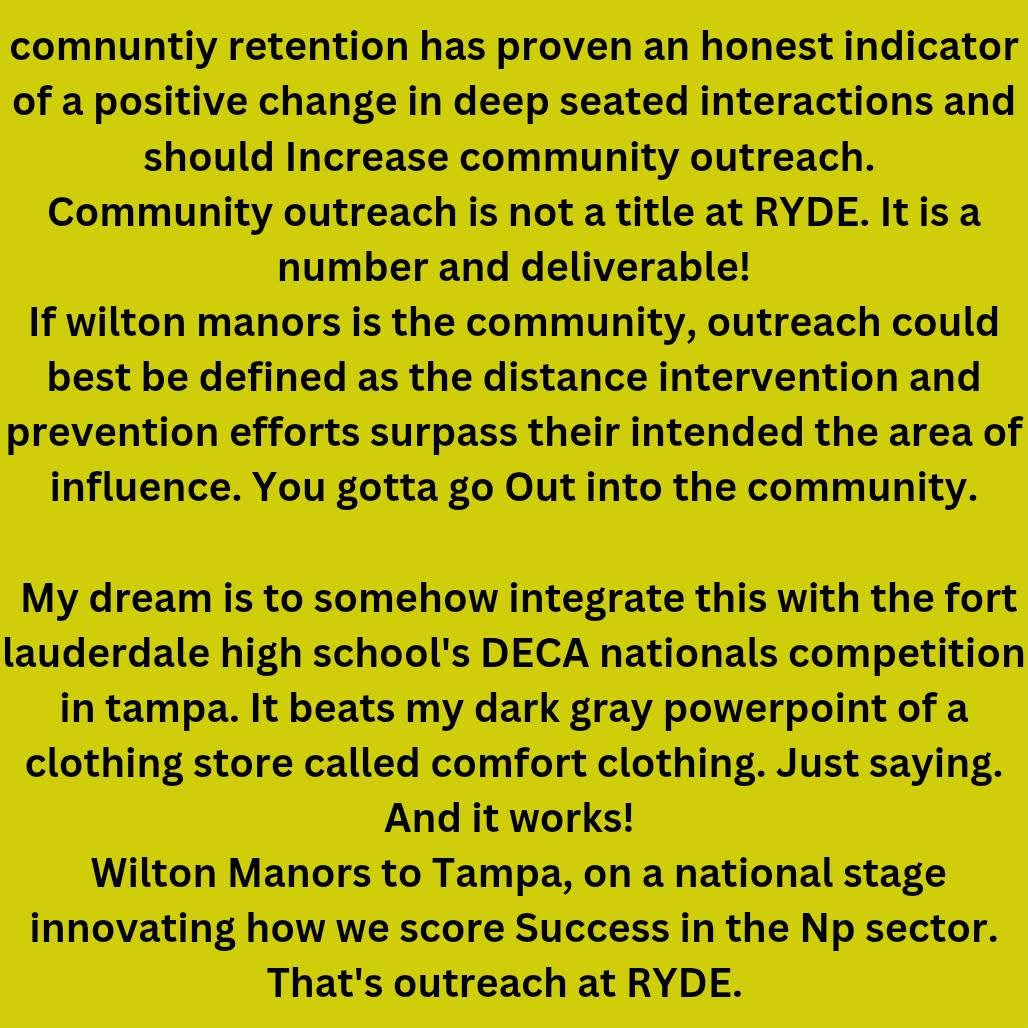 comnuntiy retention has proven an honest indicator
of a positive change in deep seated interactions and
should Increase community outreach.
Community outreach is not a title at RYDE. It is a
number and deliverable!
If wilton manors is the community, outreach could
best be defined as the distance intervention and
prevention efforts surpass their intended the area of
influence. You gotta go Out into the community.
My dream is to somehow integrate this with the fort
lauderdale high school's DECA nationals competition
in tampa. It beats my dark gray powerpoint of a
clothing store called comfort clothing. Just saying.
And it works!
Wilton Manors to Tampa, on a national stage
innovating how we score Success in the Np sector.
That's outreach at RYDE.